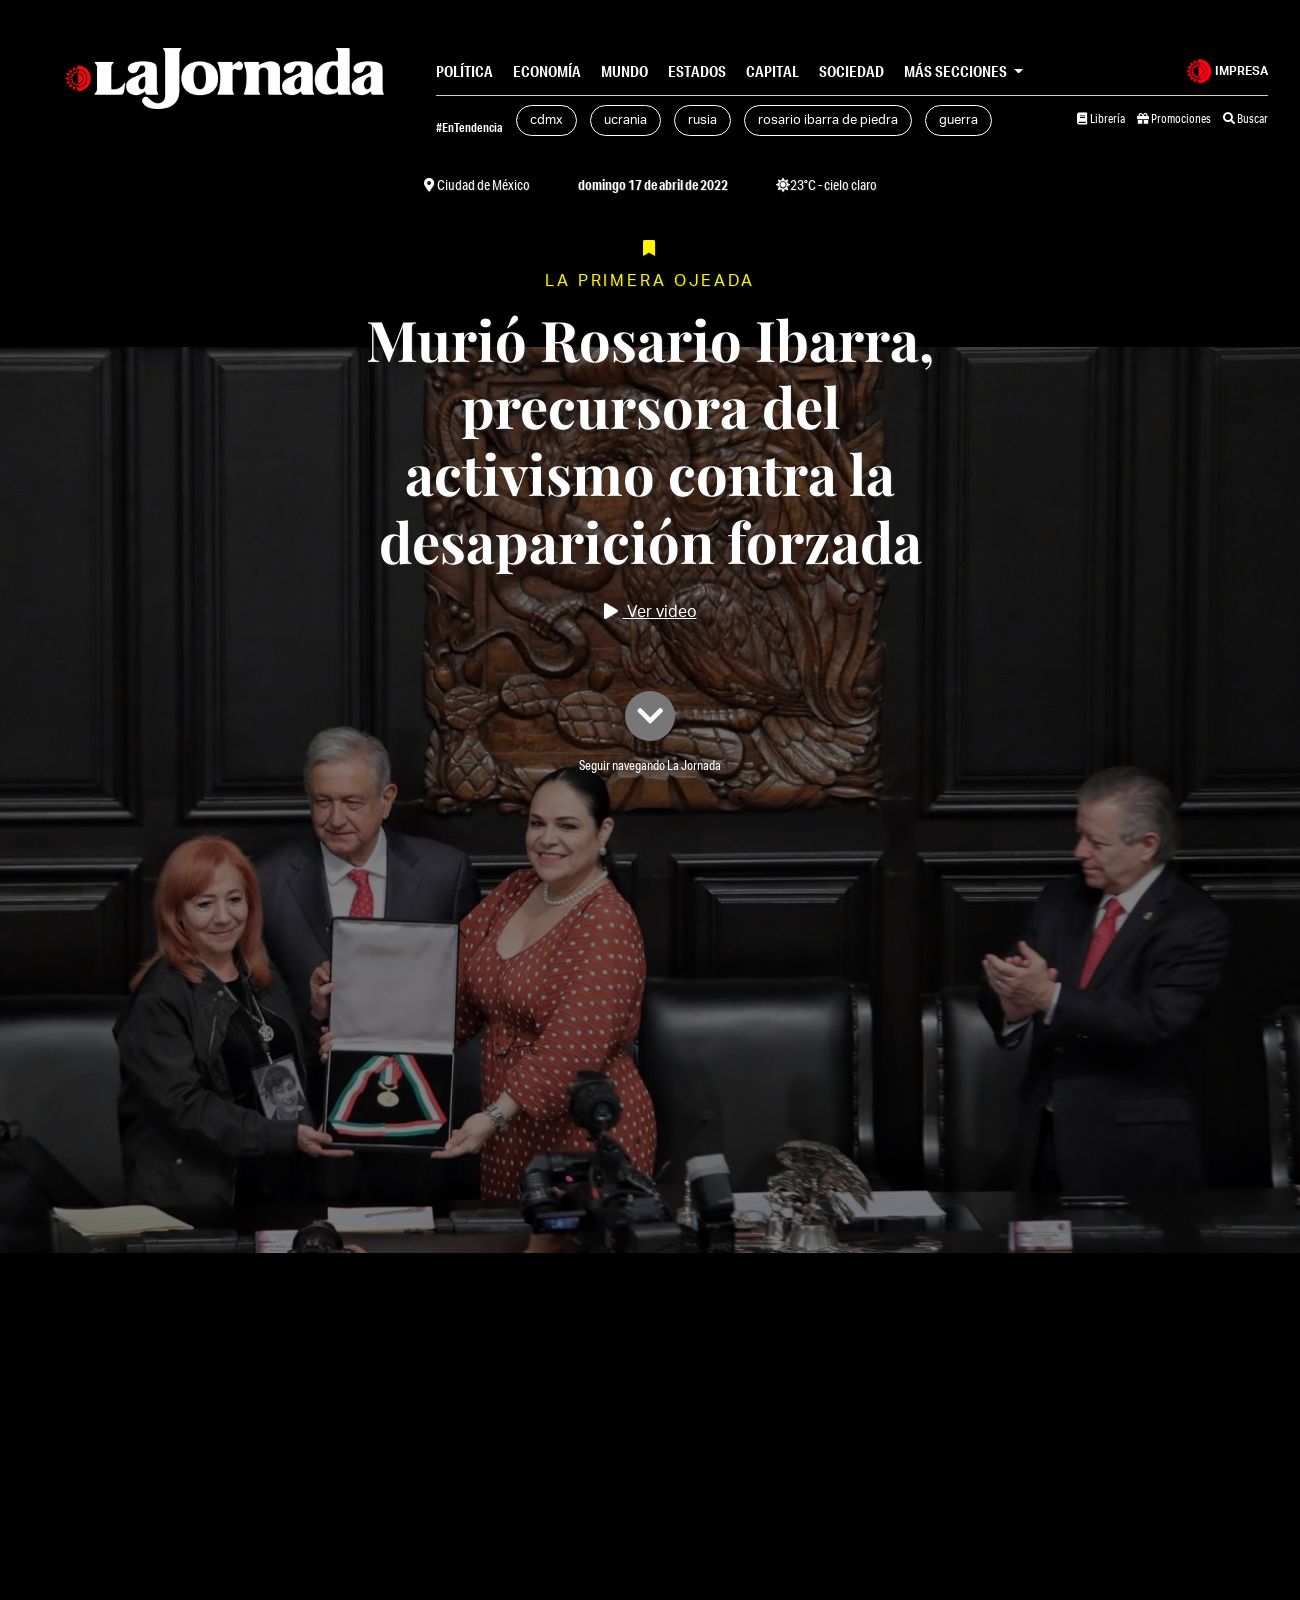 LaJornada
POLÍTICA ECONOMÍA MUNDO ESTADOS CAPITAL SOCIEDAD MÁS SECCIONES
IMPRESA
#EnTendencia cdmx ucrania rusia rosario ibarra de piedra guerra
Librería Promociones Buscar
Ciudad de México domingo 17 de abril de 2022 23°C - cielo claro
LA PRIMERA OJEADA
Murió Rosario Ibarra,
precursora del
activismo contra la
desaparición forzada
Ver video
Seguir navegando La Jornada